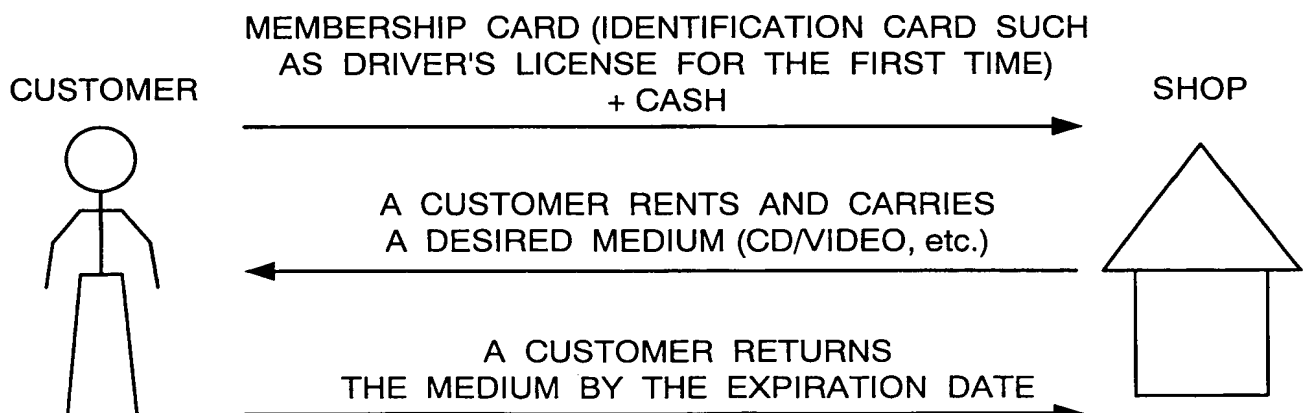 MEMBERSHIP CARD (IDENTIFICATION CARD SUCH
AS DRIVER'S LICENSE FOR THE FIRST TIME)
+ CASH
CUSTOMER
SHOP
A CUSTOMER RENTS AND CARRIES
A DESIRED MEDIUM (CD/VIDEO, etc.)
A CUSTOMER RETURNS
THE MEDIUM BY THE EXPIRATION DATE